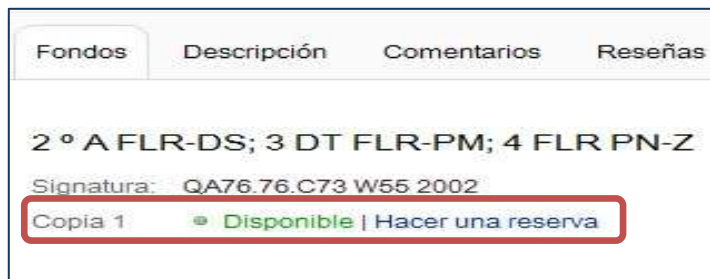 Fondos Descripción Comentarios Reseñas
2 º A FLR-DS; 3 DT FLR-PM; 4 FLR PN-Z
Signatura: QA76.76.C73 W55 2002
Copia 1 Disponible | Hacer una reserva